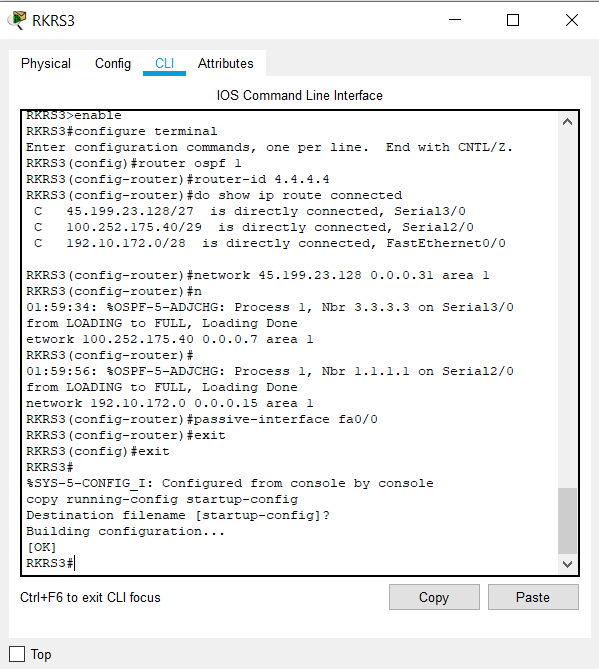 RKRS3
Physical Config CLI Attributes
IOS Command Line Interface
RKRS3>enable
RKRS3#configure terminal
Enter configuration commands, one per line.  End with CNTL/Z.
RKRS3(config)#router ospf 1
RKRS3(config-router)#router-id 4.4.4.4
RKRS3(config-router)#do show ip route connected
 C   45.199.23.128/27  is directly connected, Serial3/0
 C   100.252.175.40/29  is directly connected, Serial2/0
 C   192.10.172.0/28  is directly connected, FastEthernet0/0
RKRS3(config-router)#network 45.199.23.128 0.0.0.31 area 1
RKRS3(config-router)#n
01:59:34: %OSPF-5-ADJCHG: Process 1, Nbr 3.3.3.3 on Serial3/0
from LOADING to FULL, Loading Done
etwork 100.252.175.40 0.0.0.7 area 1
RKRS3(config-router)#
01:59:56: %OSPF-5-ADJCHG: Process 1, Nbr 1.1.1.1 on Serial2/0
from LOADING to FULL, Loading Done
network 192.10.172.0 0.0.0.15 area 1
RKRS3(config-router)#passive-interface fa0/0
RKRS3(config-router)#exit
RKRS3(config)#exit
RKRS3#
%SYS-5-CONFIG_I: Configured from console by console
copy running-config startup-config
Destination filename [startup-config]?
Building configuration...
[OK]
RKRS3#
Ctrl+F6 to exit CLI focus
Copy Paste
Top